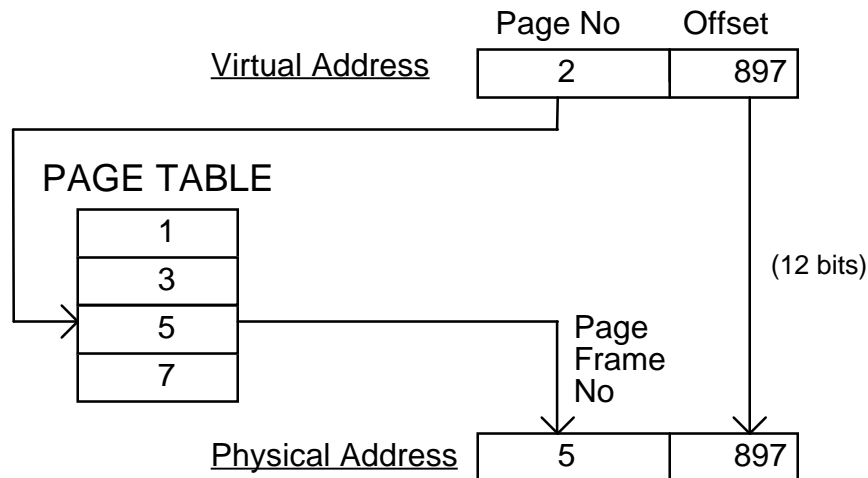 Page No Offset
Virtual Address 2 897
PAGE TABLE
1
3
5
7
(12 bits)
Page
Frame
No
Physical Address 5 897